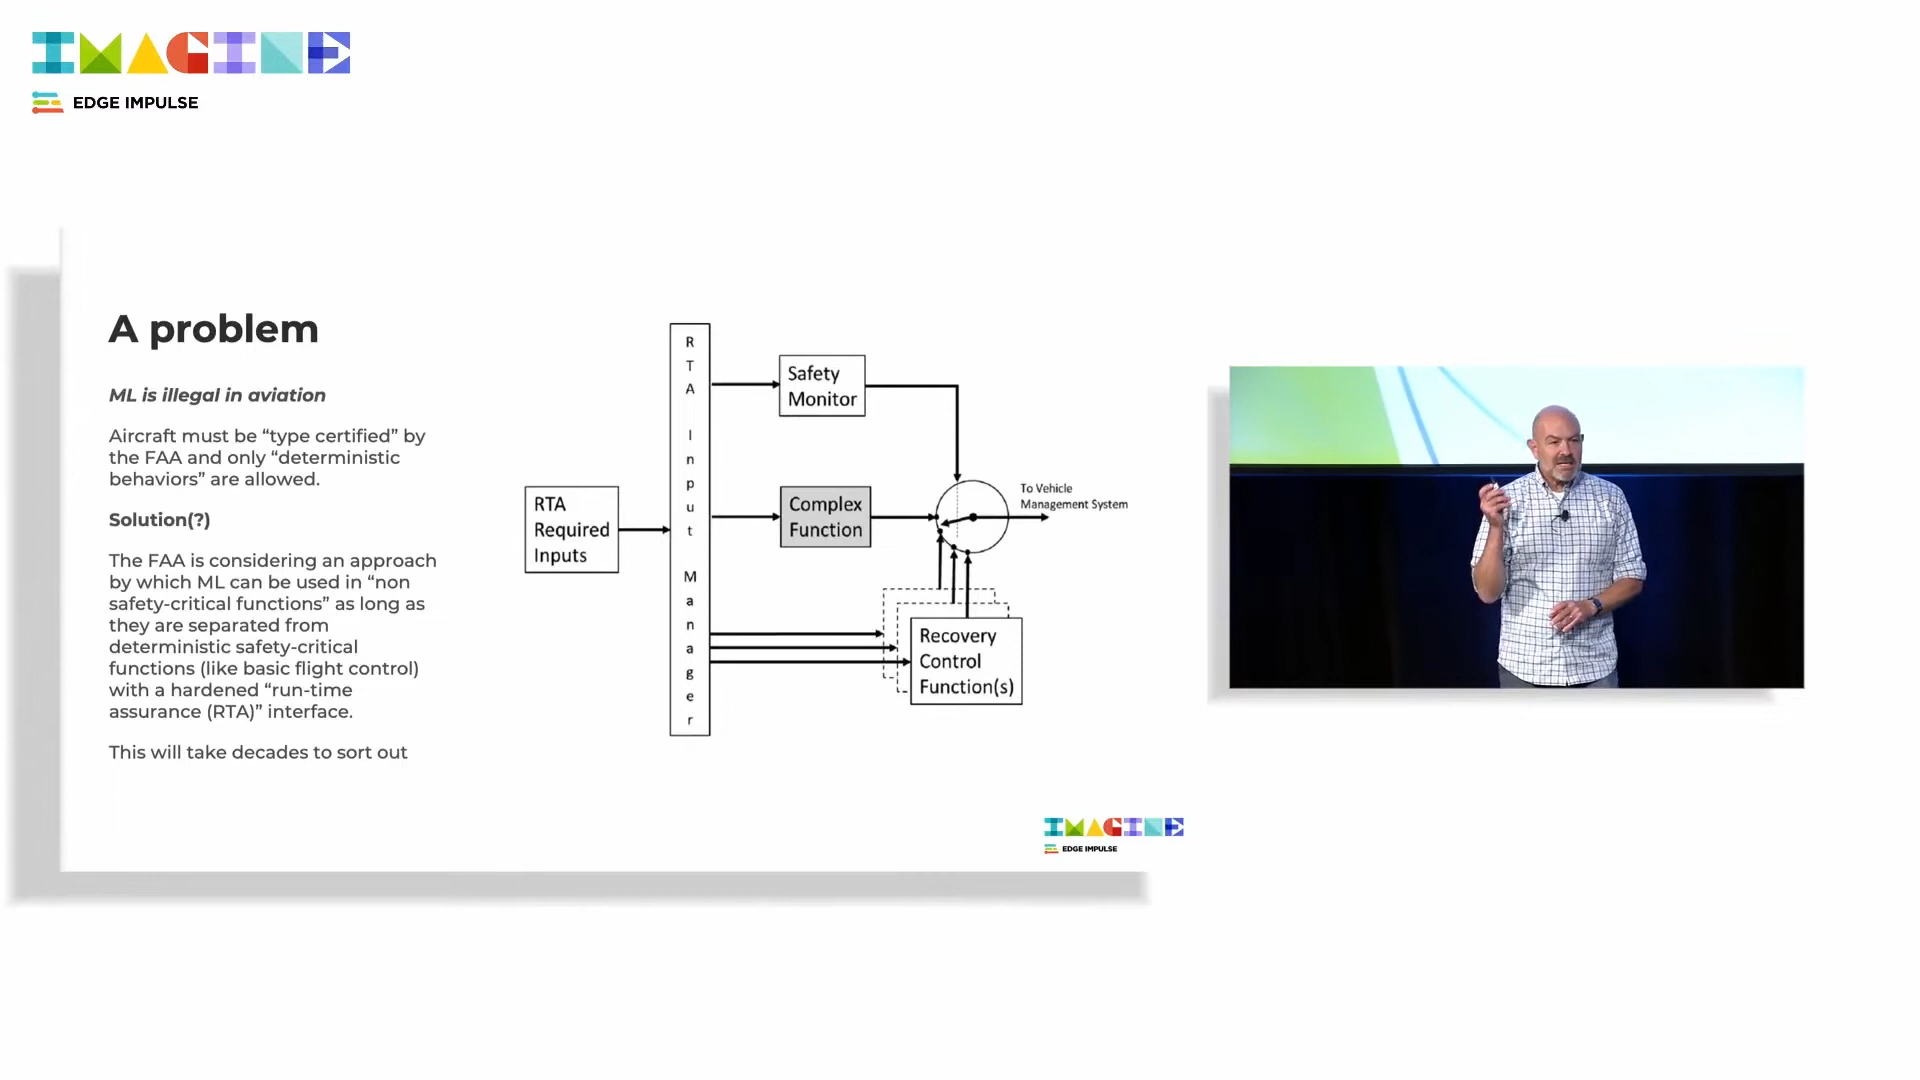 IMAGINE
EDGE IMPULSE
A problem
ML is illegal in aviation
Aircraft must be “type certified” by
the FAA and only “deterministic
behaviors” are allowed.
Solution(?)
The FAA is considering an approach
by which ML can be used in “non
safety-critical functions” as long as
they are separated from
deterministic safety-critical
functions (like basic flight control)
with a hardened “run-time
assurance (RTA)” interface.
This will take decades to sort out
RTA
Required
Inputs
RTA Input Manager
Safety
Monitor
Complex
Function
Recovery
Control
Function(s)
To Vehicle
Management System
IMAGINE
EDGE IMPULSE